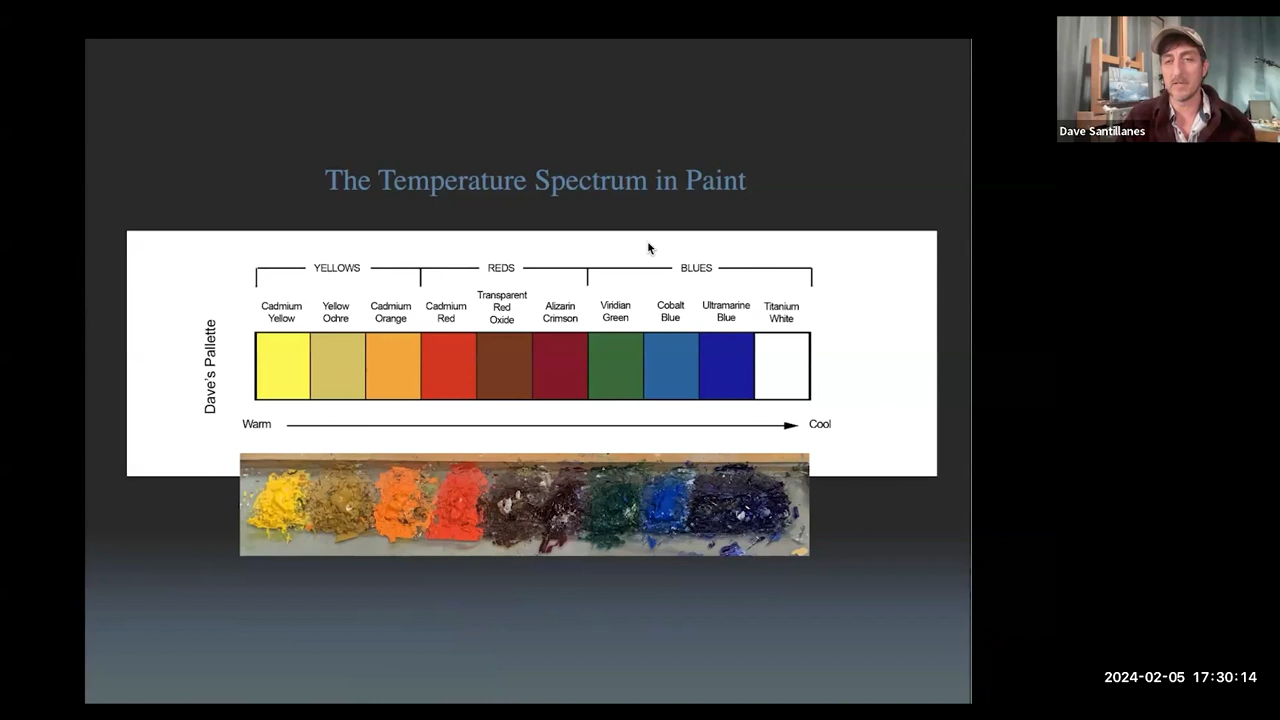 The Temperature Spectrum in Paint
YELLOWS REDS BLUES
Cadmium Yellow
Yellow Ochre
Cadmium Orange
Cadmium Red
Transparent Red Oxide
Alizarin Crimson
Viridian Green
Cobalt Blue
Ultramarine Blue
Titanium White
Dave's Pallette
Warm Cool
Dave Santillanes
2024-02-05 17:30:14